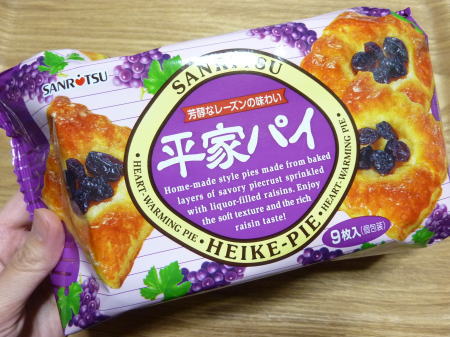 SANRITSU
SANRITSU
芳醇なレーズンの味わい
平家パイ
Home-made style pies made from baked
layers of savory piecrust sprinkled
with liquor-filled raisins. Enjoy
the soft texture and the rich
raisin taste!
・HEART-WARMING PIE・HEIKE-PIE・HEART-WARMING PIE・
9枚入(個包装)